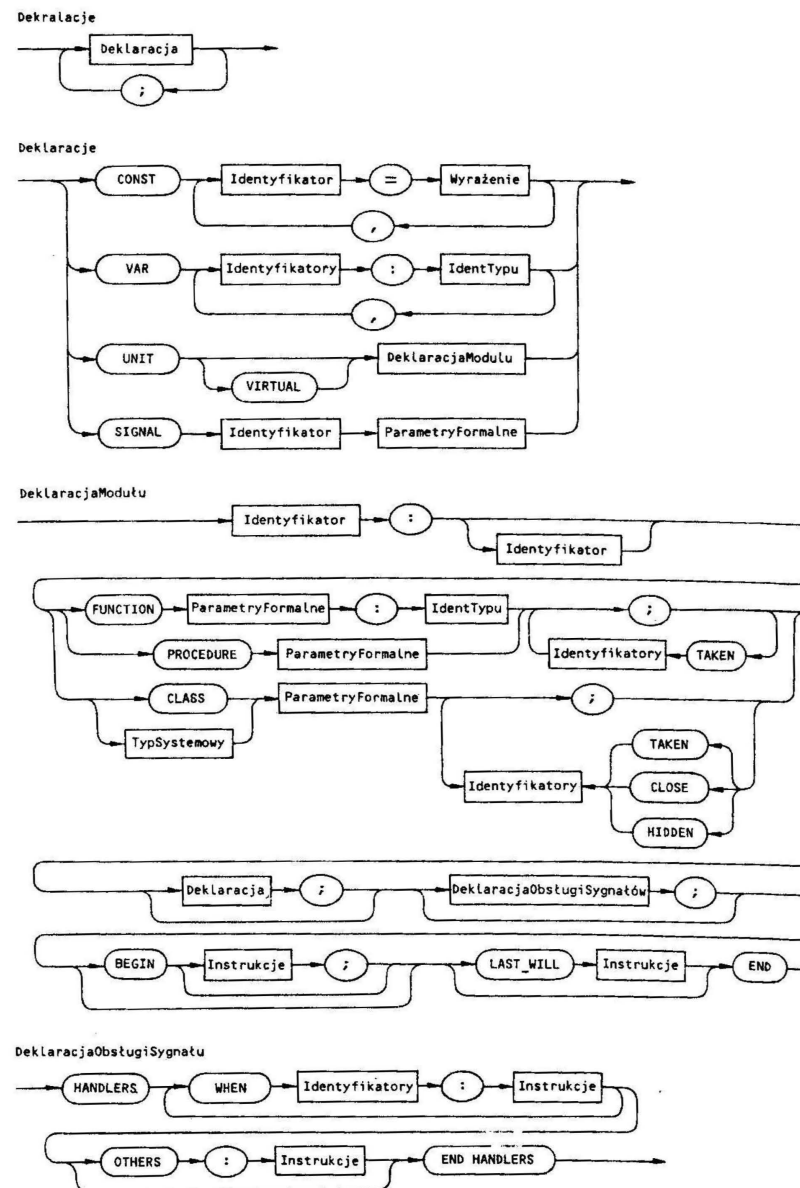 Dekralacje
Deklaracja
;
Deklaracje
CONST Identyfikator = Wyrażenie
,
VAR Identyfikatory : IdentTypu
,
UNIT DeklaracjaModułu
VIRTUAL
SIGNAL Identyfikator ParametryFormalne
DeklaracjaModułu
Identyfikator :
Identyfikator
FUNCTION ParametryFormalne : IdentTypu ;
PROCEDURE ParametryFormalne Identyfikatory TAKEN
CLASS ParametryFormalne ;
TypSystemowy
TAKEN
Identyfikatory CLOSE
HIDDEN
Deklaracja ; DeklaracjaObsługiSygnałów ;
BEGIN Instrukcje ; LAST_WILL Instrukcje END
DeklaracjaObsługiSygnału
HANDLERS WHEN Identyfikatory : Instrukcje
OTHERS : Instrukcje END HANDLERS